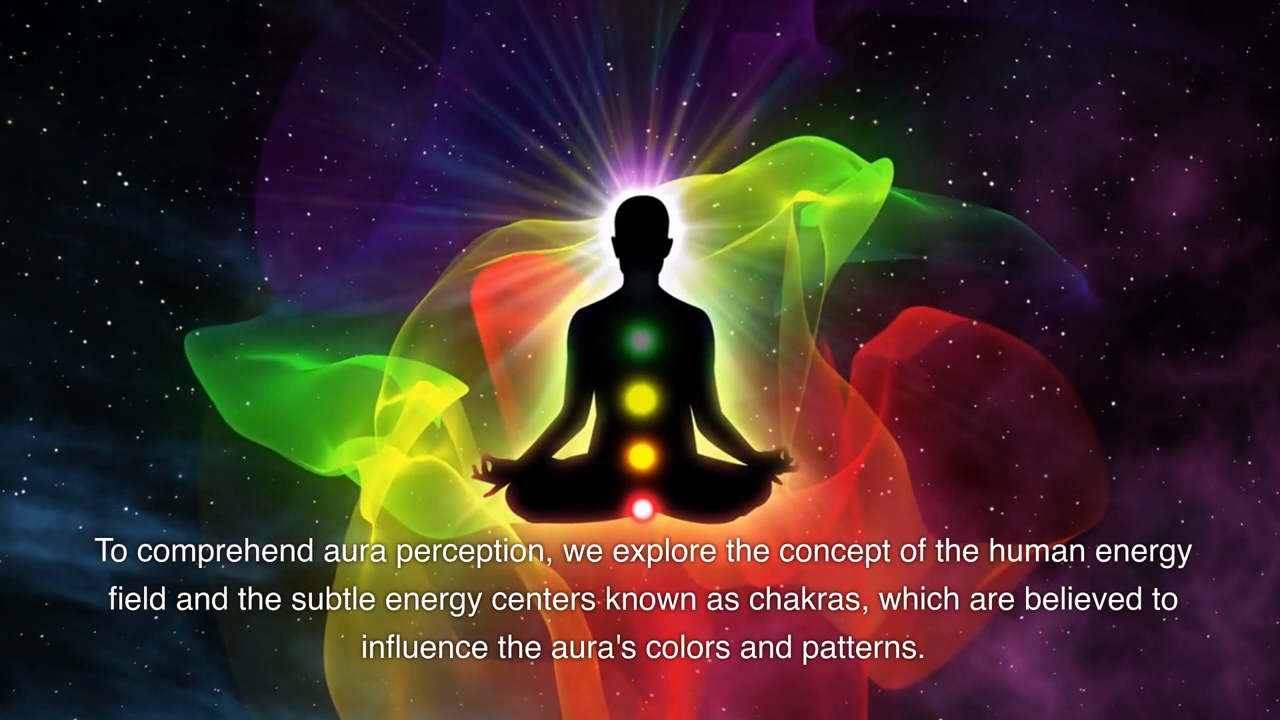 To comprehend aura perception, we explore the concept of the human energy
field and the subtle energy centers known as chakras, which are believed to
influence the aura's colors and patterns.